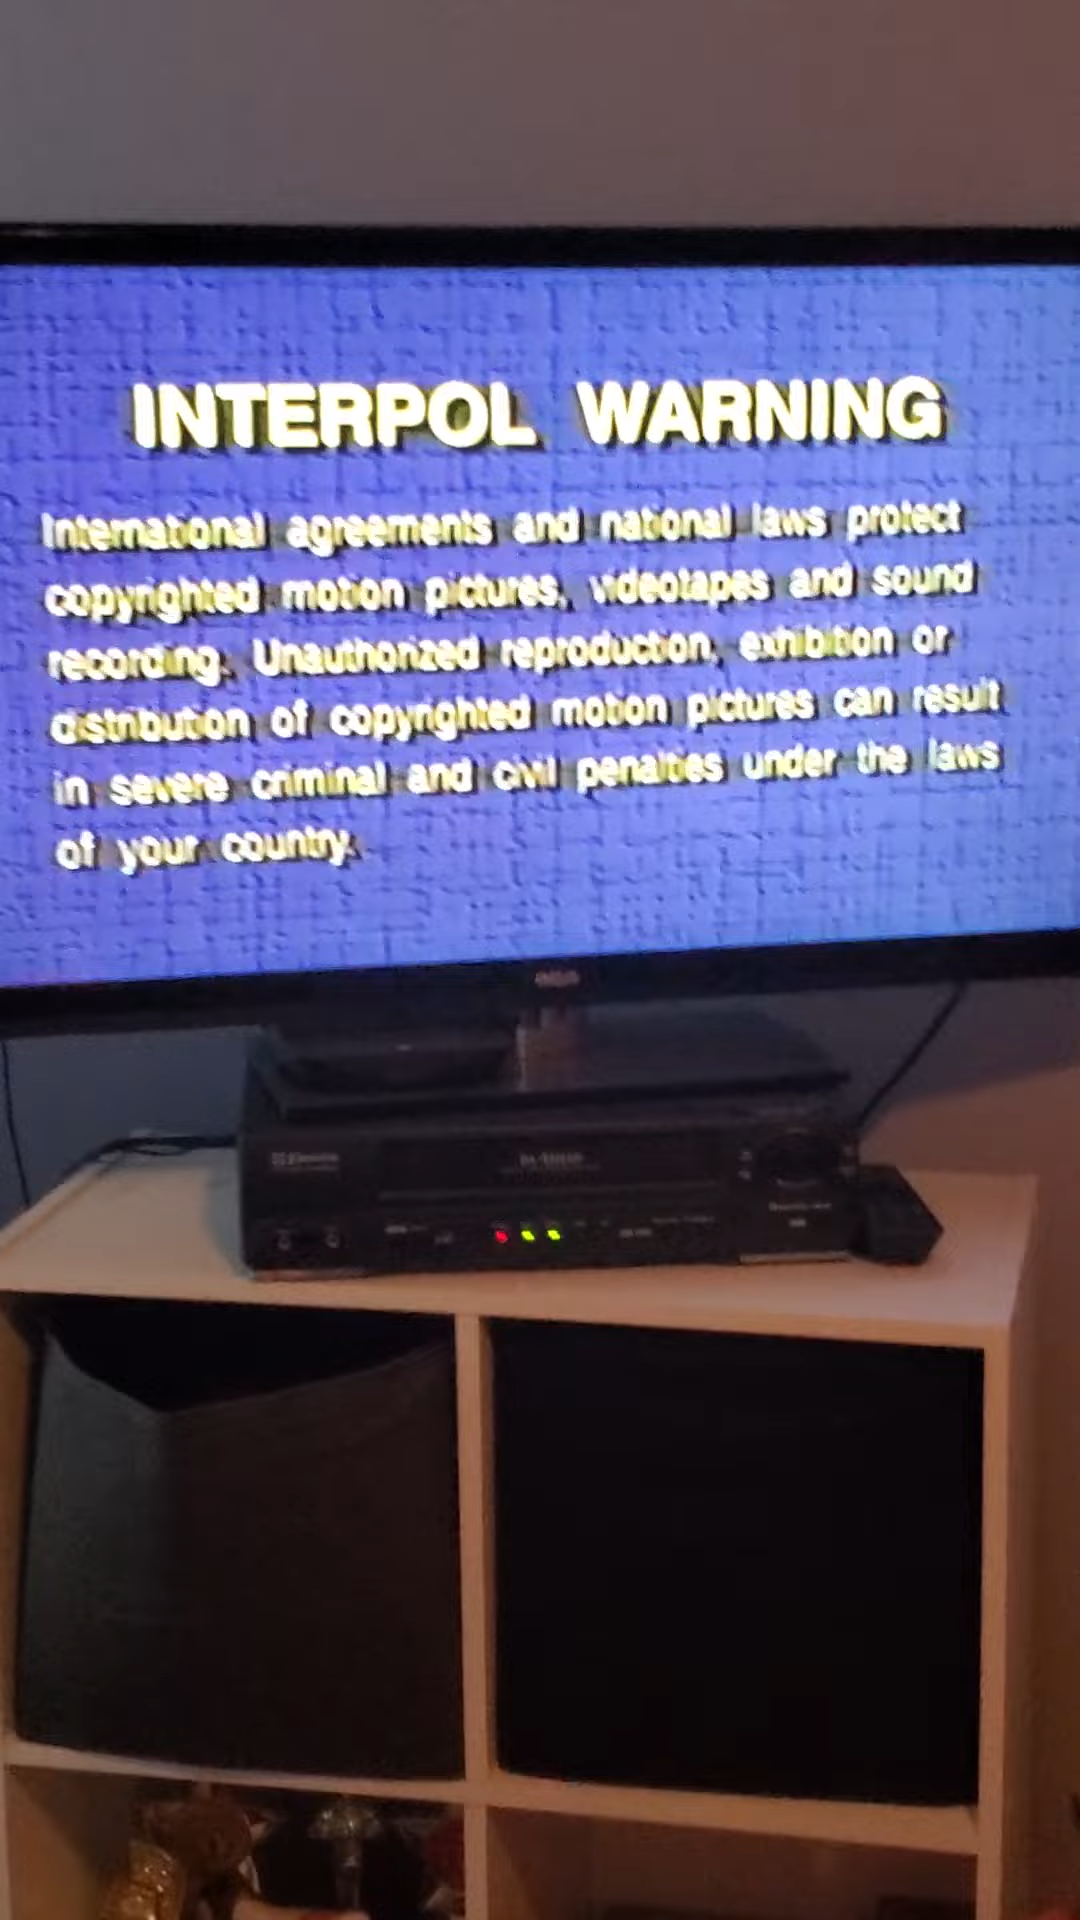 INTERPOL WARNING
International agreements and national laws protect
copyrighted motion pictures, videotapes and sound
recording. Unauthorized reproduction, exhibition or
distribution of copyrighted motion pictures can result
in severe criminal and civil penalties under the laws
of your country.
RCA
Emerson